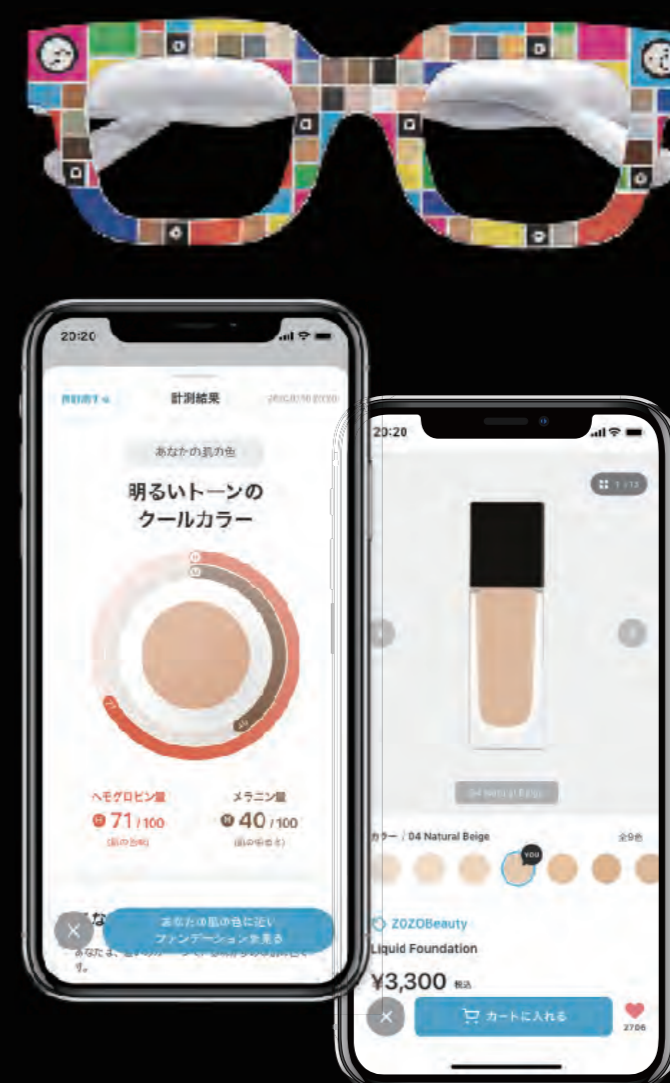 20:20
計測結果
あなたの肌の色
明るいトーンの
クールカラー
ヘモグロビン量
メラニン量
H 71 /100
M 40 /100
あなたの肌の色に近い
ファンデーションを見る
20:20
1 /12
カラー / 04 Natural Beige
全9色
YOU
ZOZOBeauty
Liquid Foundation
¥3,300 税込
カートに入れる
2706